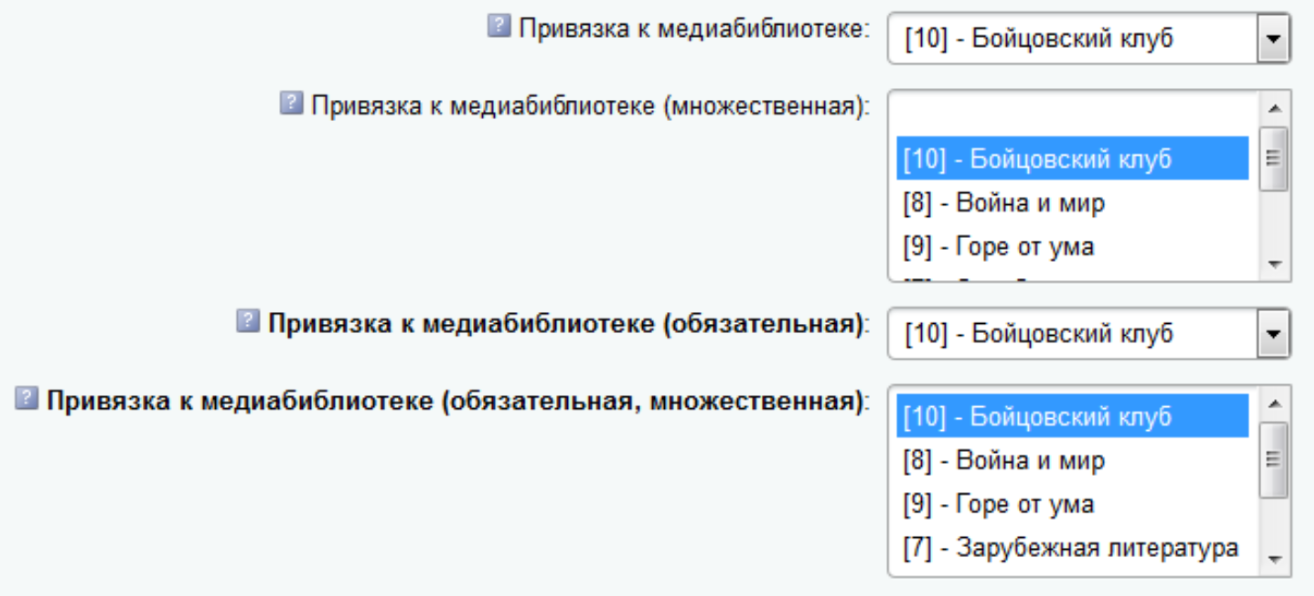 Привязка к медиабиблиотеке: [10] - Бойцовский клуб
Привязка к медиабиблиотеке (множественная):
[10] - Бойцовский клуб
[8] - Война и мир
[9] - Горе от ума
Привязка к медиабиблиотеке (обязательная): [10] - Бойцовский клуб
Привязка к медиабиблиотеке (обязательная, множественная): [10] - Бойцовский клуб
[8] - Война и мир
[9] - Горе от ума
[7] - Зарубежная литература